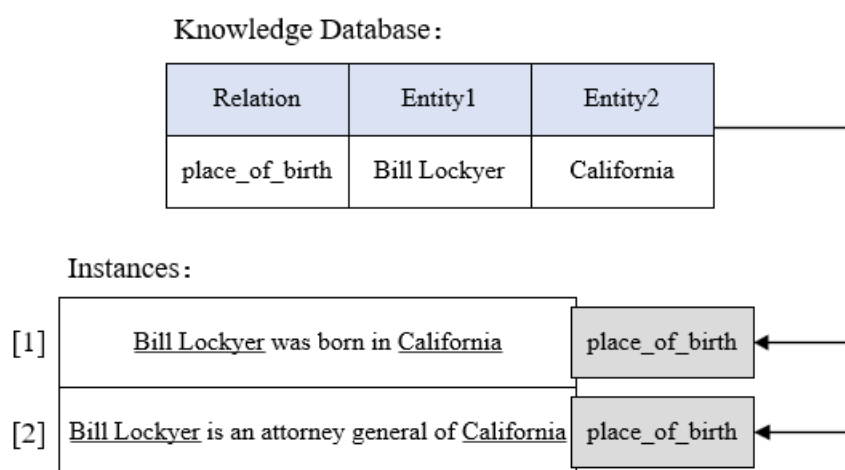 Knowledge Database:
Relation Entity1 Entity2
place_of_birth Bill Lockyer California
Instances:
[1] Bill Lockyer was born in California place_of_birth
[2] Bill Lockyer is an attorney general of California place_of_birth